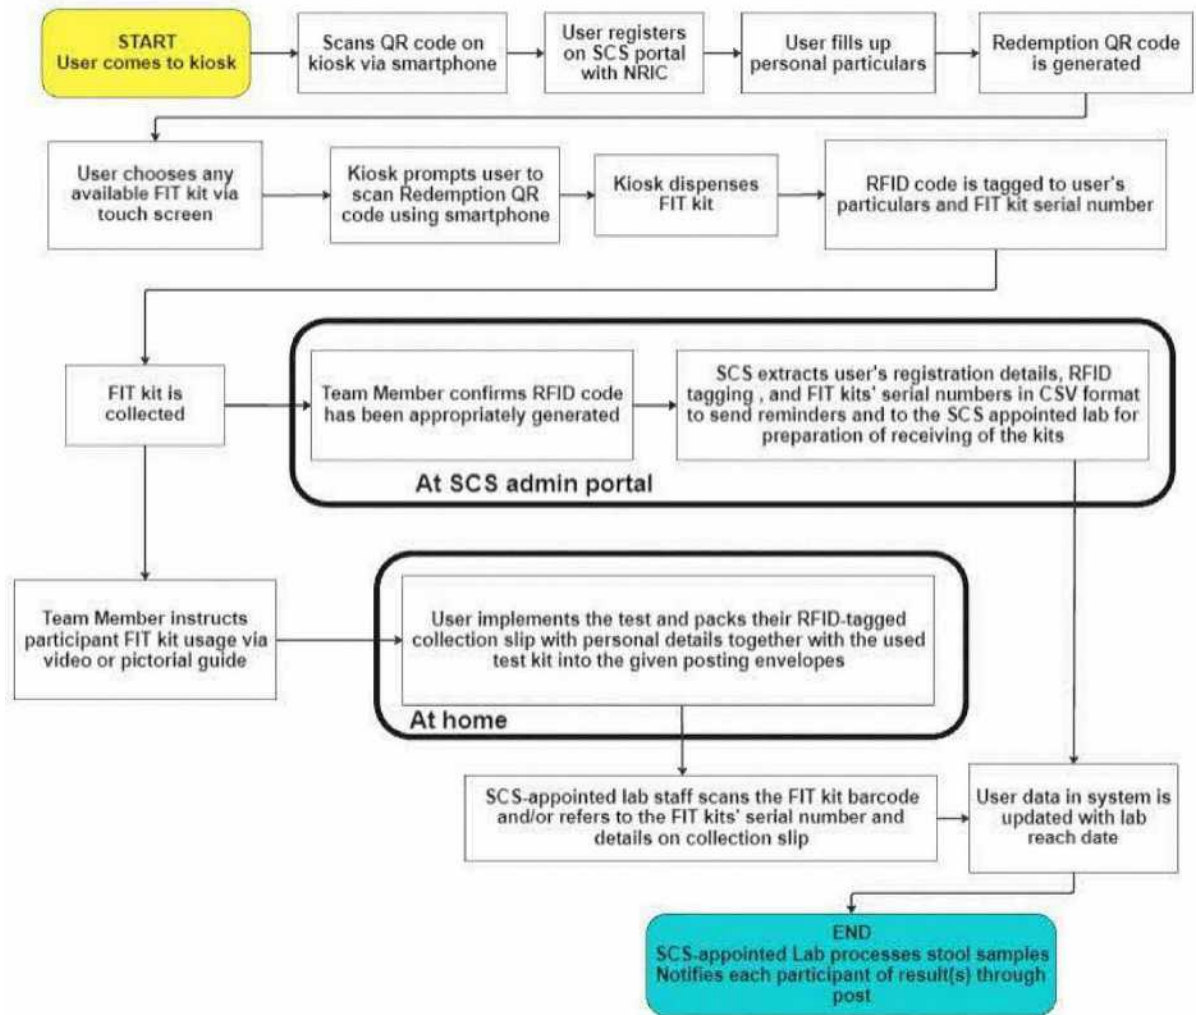 START
User comes to kiosk
Scans QR code on
kiosk via smartphone
User registers
on SCS portal
with NRIC
User fills up
personal particulars
Redemption QR code
is generated
User chooses any
available FIT kit via
touch screen
Kiosk prompts user to
scan Redemption QR
code using smartphone
Kiosk dispenses
FIT kit
RFID code is tagged to user's
particulars and FIT kit serial number
FIT kit is
collected
Team Member confirms RFID code
has been appropriately generated
SCS extracts user's registration details, RFID
tagging , and FIT kits' serial numbers in CSV format
to send reminders and to the SCS appointed lab for
preparation of receiving of the kits
At SCS admin portal
Team Member instructs
participant FIT kit usage via
video or pictorial guide
User implements the test and packs their RFID-tagged
collection slip with personal details together with the used
test kit into the given posting envelopes
At home
SCS-appointed lab staff scans the FIT kit barcode
and/or refers to the FIT kits' serial number and
details on collection slip
User data in system is
updated with lab
reach date
END
SCS-appointed Lab processes stool samples
Notifies each participant of result(s) through
post